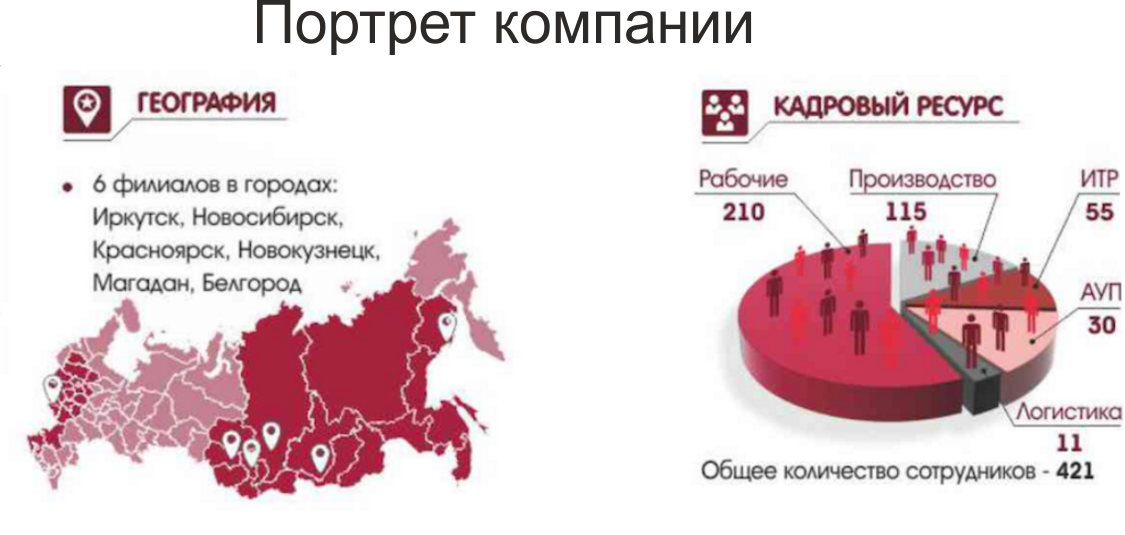 Портрет компании
ГЕОГРАФИЯ
• 6 филиалов в городах:
Иркутск, Новосибирск,
Красноярск, Новокузнецк,
Магадан, Белгород
КАДРОВЫЙ РЕСУРС
Рабочие
210
Производство
115
ИТР
55
АУП
30
Логистика
11
Общее количество сотрудников - 421